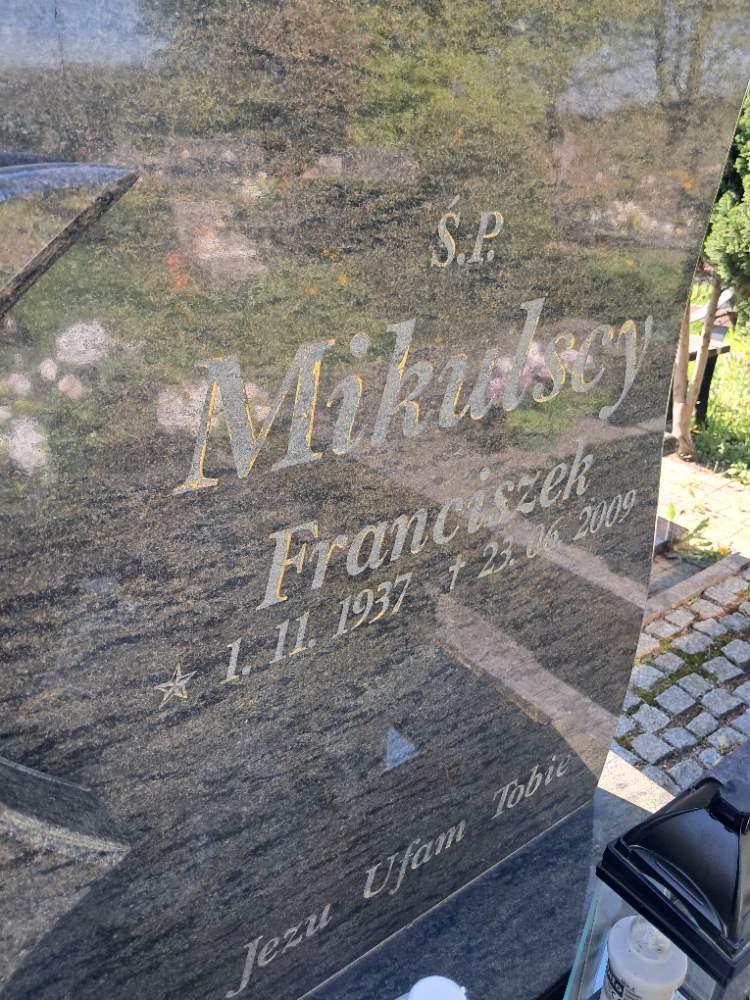 Ś.P.
Mikulscy
Franciszek
1. 11. 1937 † 23. 06. 2009
Jezu Ufam Tobie